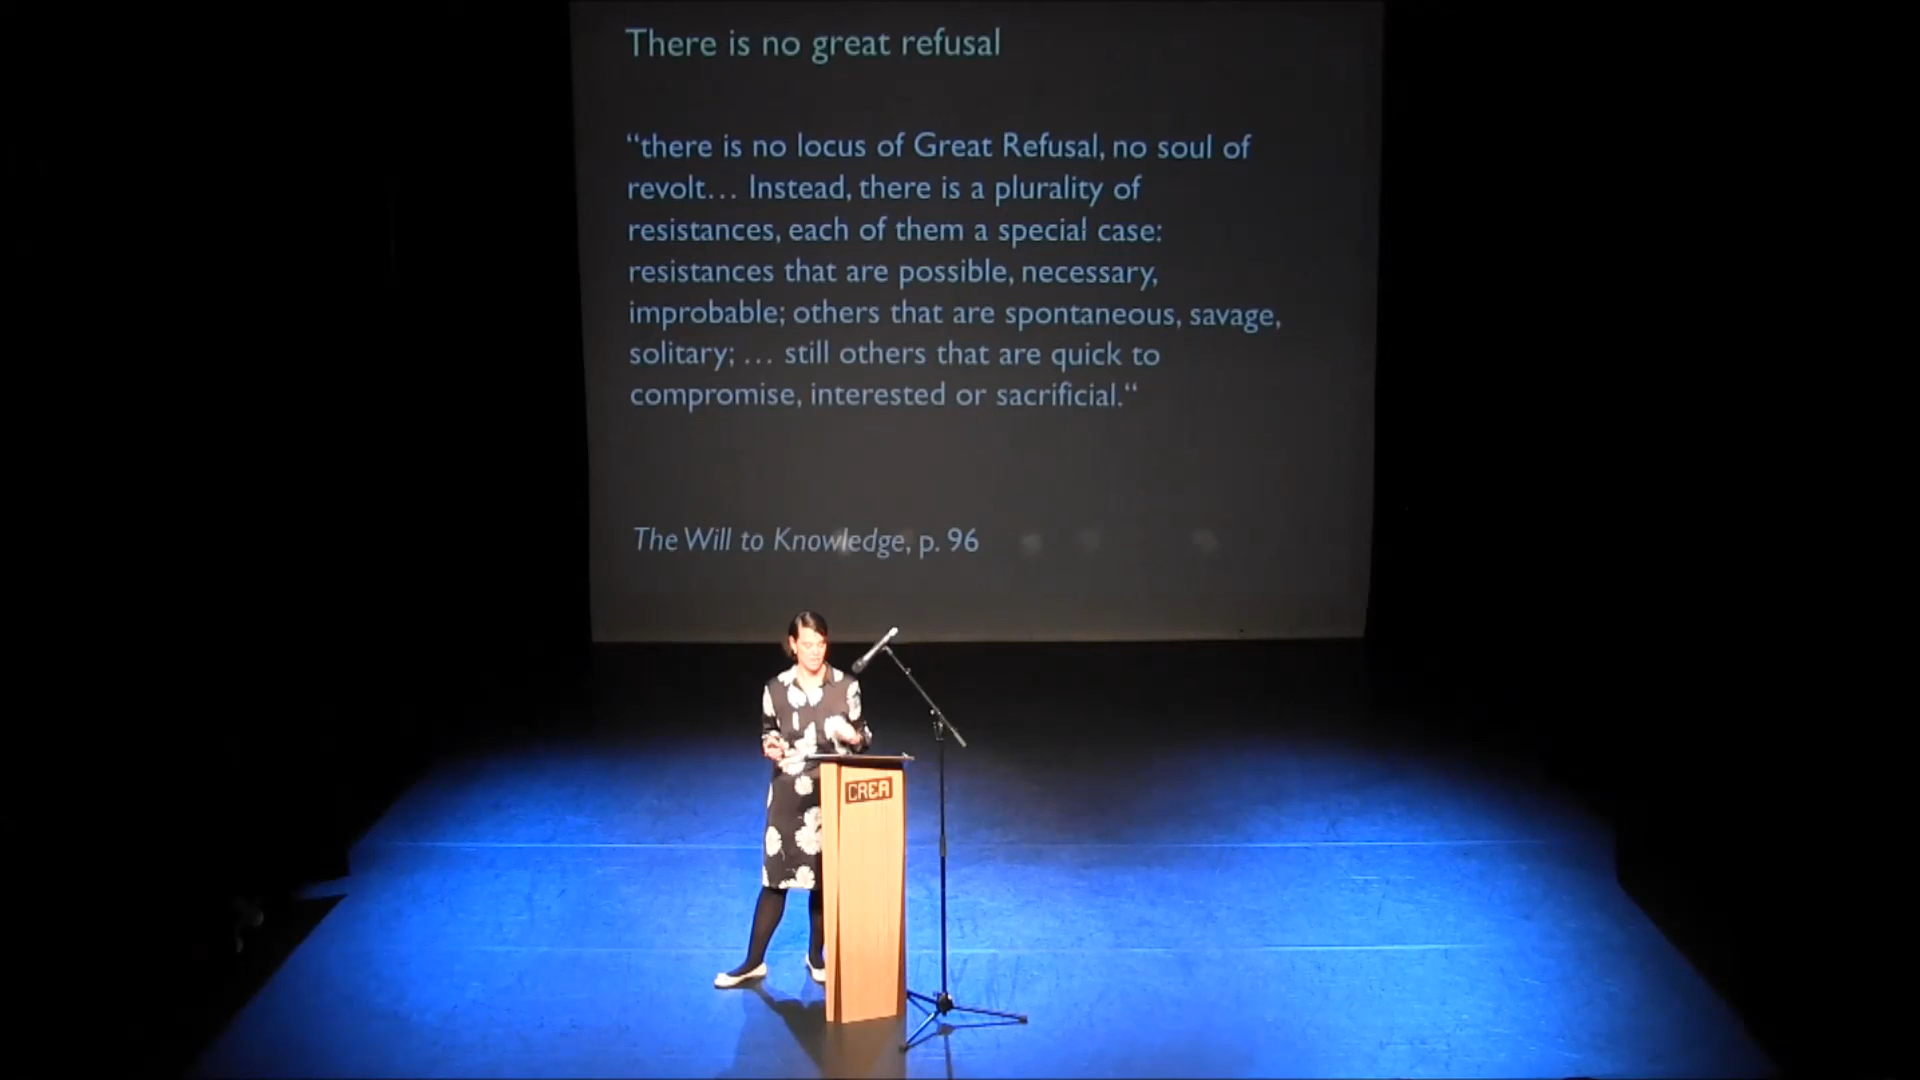 There is no great refusal
“there is no locus of Great Refusal, no soul of
revolt… Instead, there is a plurality of
resistances, each of them a special case:
resistances that are possible, necessary,
improbable; others that are spontaneous, savage,
solitary; … still others that are quick to
compromise, interested or sacrificial.“
The Will to Knowledge, p. 96
CREA